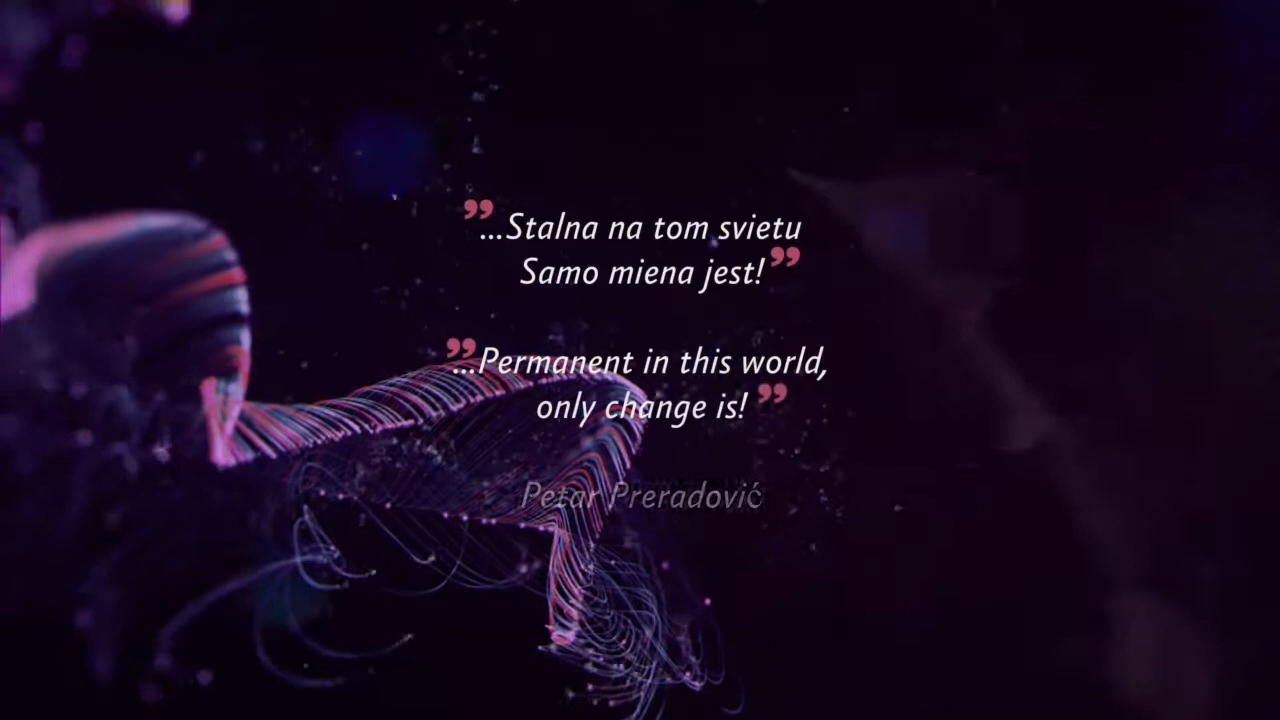 ”...Stalna na tom svietu
Samo miena jest!”
”...Permanent in this world,
only change is!”
Petar Preradović